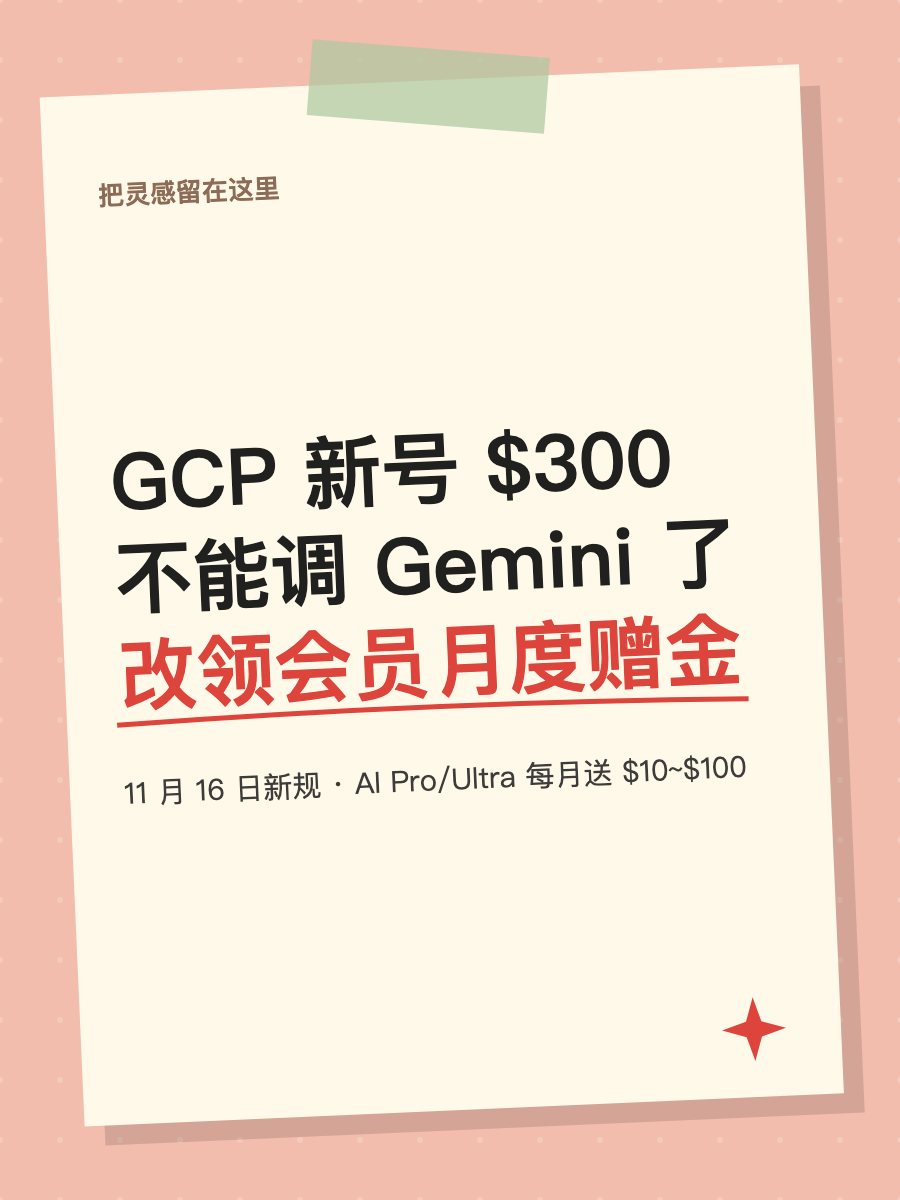 把灵感留在这里
GCP 新号 $300
不能调 Gemini 了
改领会员月度赠金
11 月 16 日新规 · AI Pro/Ultra 每月送 $10~$100